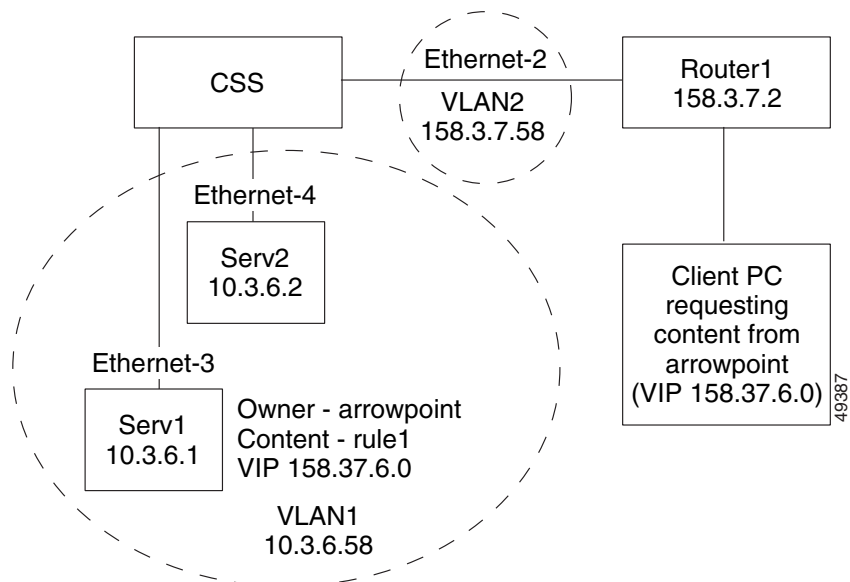 CSS
Ethernet-2
VLAN2
158.3.7.58
Router1
158.3.7.2
Ethernet-4
Serv2
10.3.6.2
Ethernet-3
Serv1
10.3.6.1
Owner - arrowpoint
Content - rule1
VIP 158.37.6.0
VLAN1
10.3.6.58
Client PC
requesting
content from
arrowpoint
(VIP 158.37.6.0)
49387